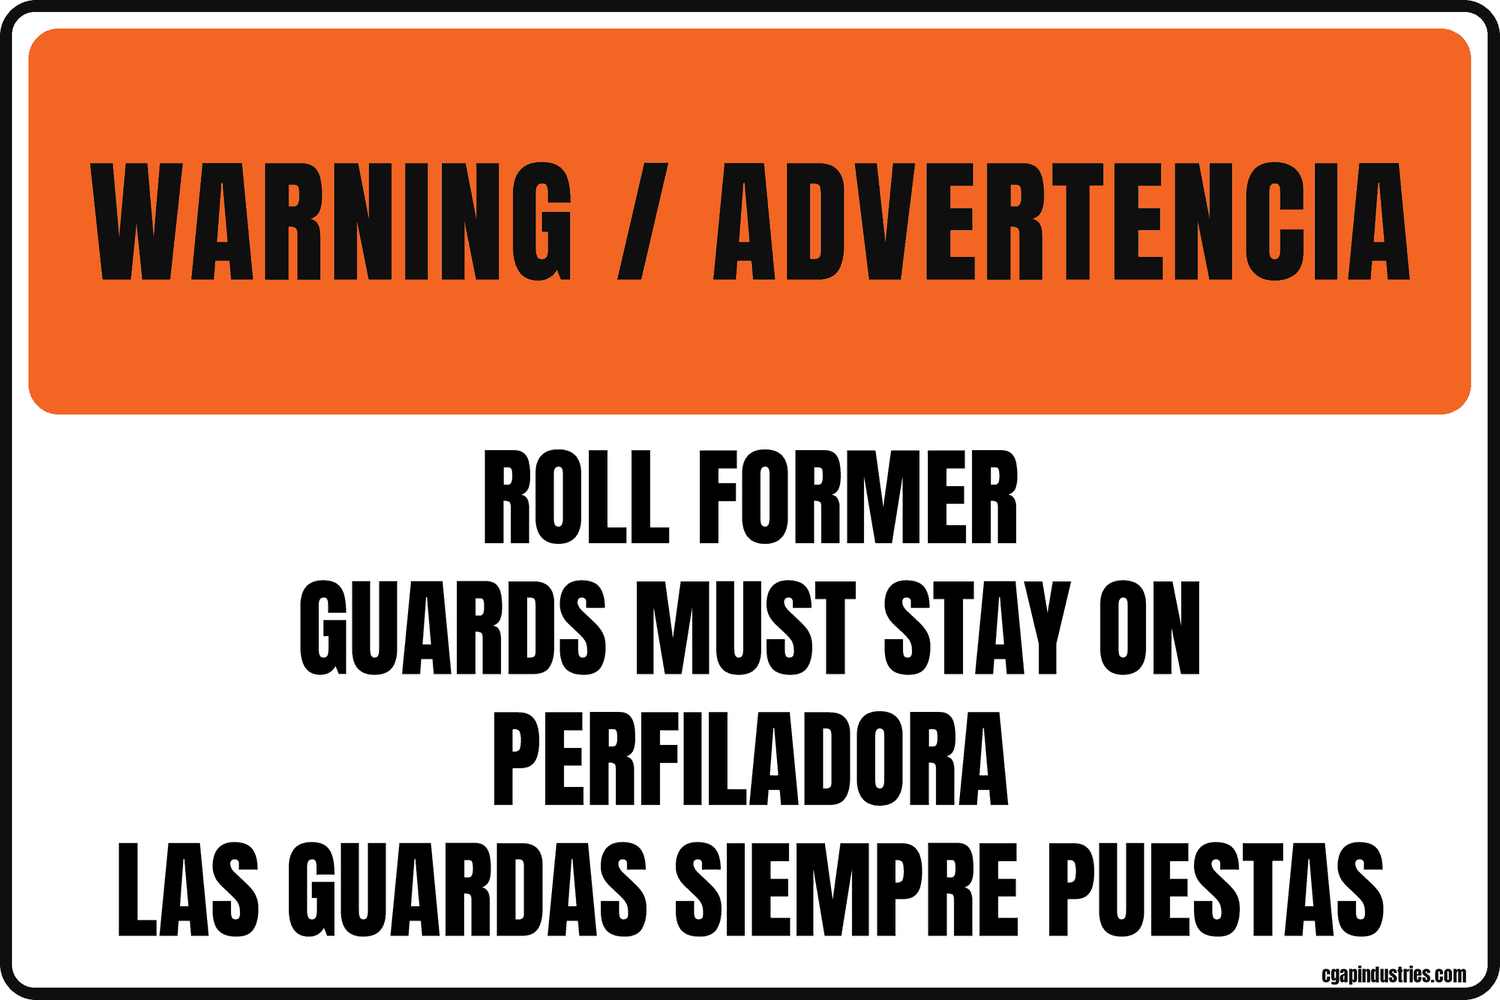 WARNING / ADVERTENCIA
ROLL FORMER
GUARDS MUST STAY ON
PERFILADORA
LAS GUARDAS SIEMPRE PUESTAS
cgapindustries.com